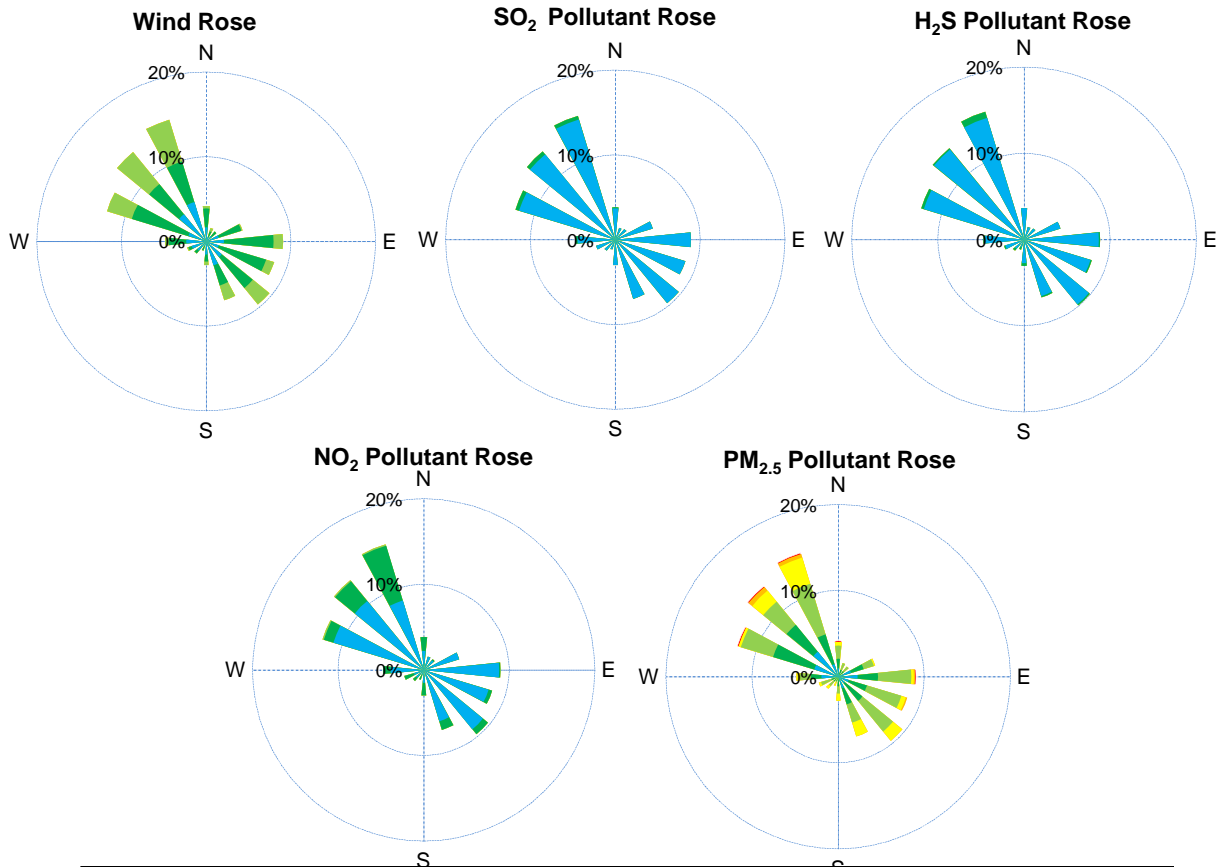 Wind Rose
N
20%
10%
0%
W
E
S
SO₂ Pollutant Rose
N
20%
10%
0%
W
E
S
H₂S Pollutant Rose
N
20%
10%
0%
W
E
S
NO₂ Pollutant Rose
N
20%
10%
0%
W
E
S
PM₂.₅ Pollutant Rose
N
20%
10%
0%
W
E
S